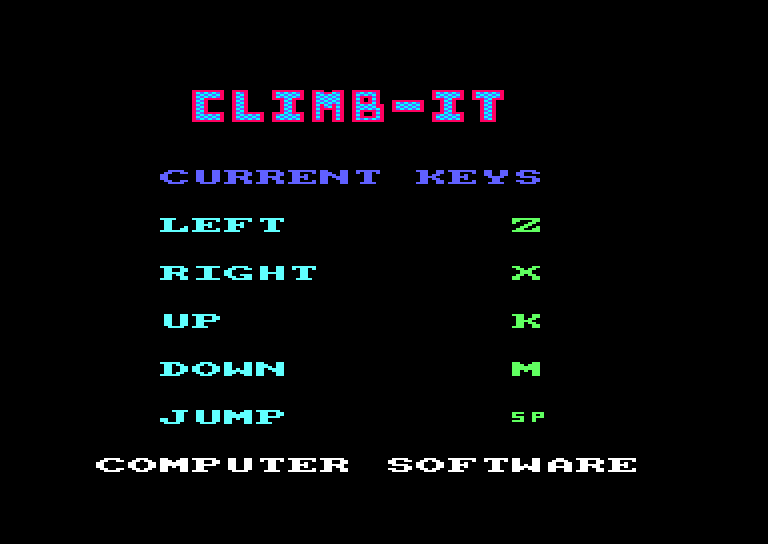 CLIMB-IT
CURRENT KEYS
LEFT Z
RIGHT X
UP K
DOWN M
JUMP SP
COMPUTER SOFTWARE